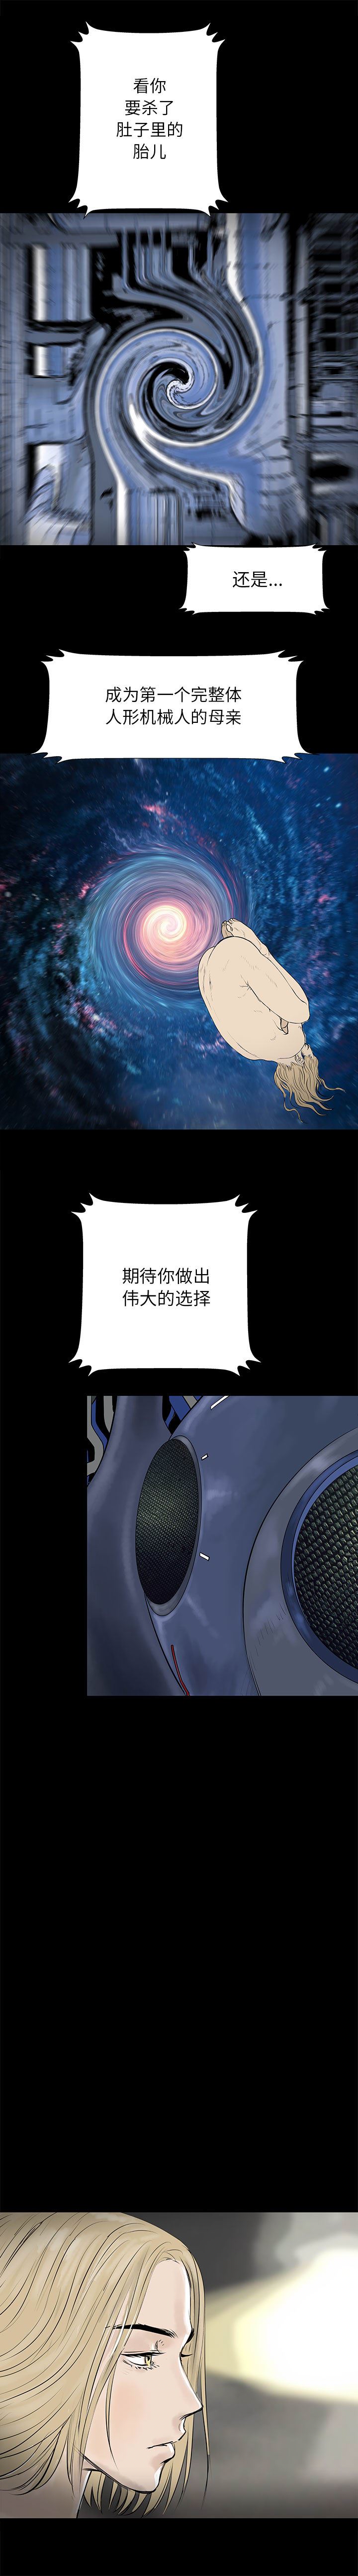 看你
要杀了
肚子里的
胎儿
还是...
成为第一个完整体
人形机械人的母亲
期待你做出
伟大的选择